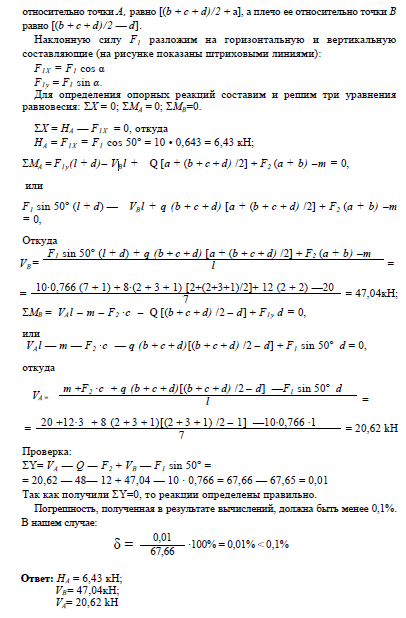 относительно точки A, равно [(b + c + d)/2 + a], а плечо ее относительно точки B
равно [(b + c + d)/2 — d].
Наклонную силу F₁ разложим на горизонтальную и вертикальную
составляющие (на рисунке показаны штриховыми линиями):
F₁X = F₁ cos α
F₁y = F₁ sin α.
Для определения опорных реакций составим и решим три уравнения
равновесия: ΣX = 0; ΣMA = 0; ΣMB=0.
ΣX = HA — F1X = 0, откуда
HA = F1X = F₁ cos 50° = 10 • 0,643 = 6,43 кН;
ΣMA = F₁y(l + d)– VBl + Q [a + (b + c + d) /2] + F₂ (a + b) –m = 0,
или
F₁ sin 50° (l + d) — VBl + q (b + c + d) [a + (b + c + d) /2] + F₂ (a + b) –m
= 0,
Откуда
VB = F₁ sin 50° (l + d) + q (b + c + d) [a + (b + c + d) /2] + F₂ (a + b) –m / l =
= 10·0,766 (7 + 1) + 8·(2 + 3 + 1) [2+(2+3+1)/2]+ 12 (2 + 2) —20 / 7 = 47,04кН;
ΣMB = VAl – m – F₂ ·c – Q [(b + c + d) /2 – d] + F₁y d = 0,
или
VAl — m — F₂ ·c — q (b + c + d)[(b + c + d) /2 – d] + F₁ sin 50° d = 0,
откуда
VA = m +F₂ ·c + q (b + c + d)[(b + c + d) /2 – d] —F₁ sin 50° d / l =
= 20 +12·3 + 8 (2 + 3 + 1)[(2 + 3 + 1) /2 – 1] —10·0,766 ·1 / 7 = 20,62 kH
Проверка:
ΣY= VA — Q — F₂ + VB — F₁ sin 50° =
= 20,62 — 48— 12 + 47,04 — 10 · 0,766 = 67,66 — 67,65 = 0,01
Так как получили ΣY=0, то реакции определены правильно.
Погрешность, полученная в результате вычислений, должна быть менее 0,1%.
В нашем случае:
δ = 0,01 / 67,66 ·100% = 0,01% < 0,1%
Ответ: HA = 6,43 кН;
VB= 47,04кН;
VA= 20,62 kH